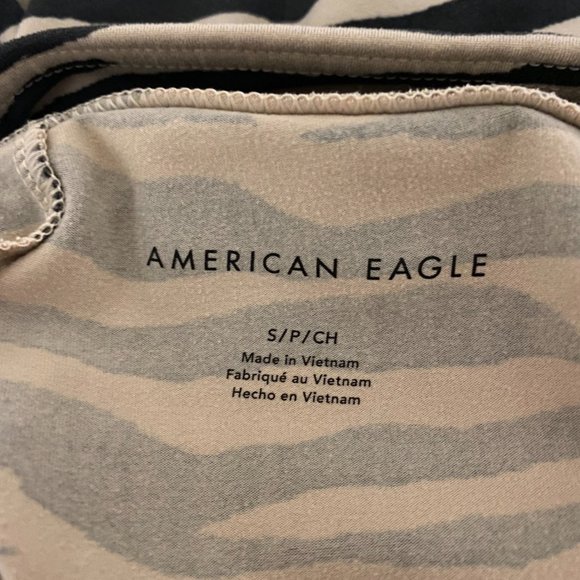 AMERICAN EAGLE
S/P/CH
Made in Vietnam
Fabriqué au Vietnam
Hecho en Vietnam